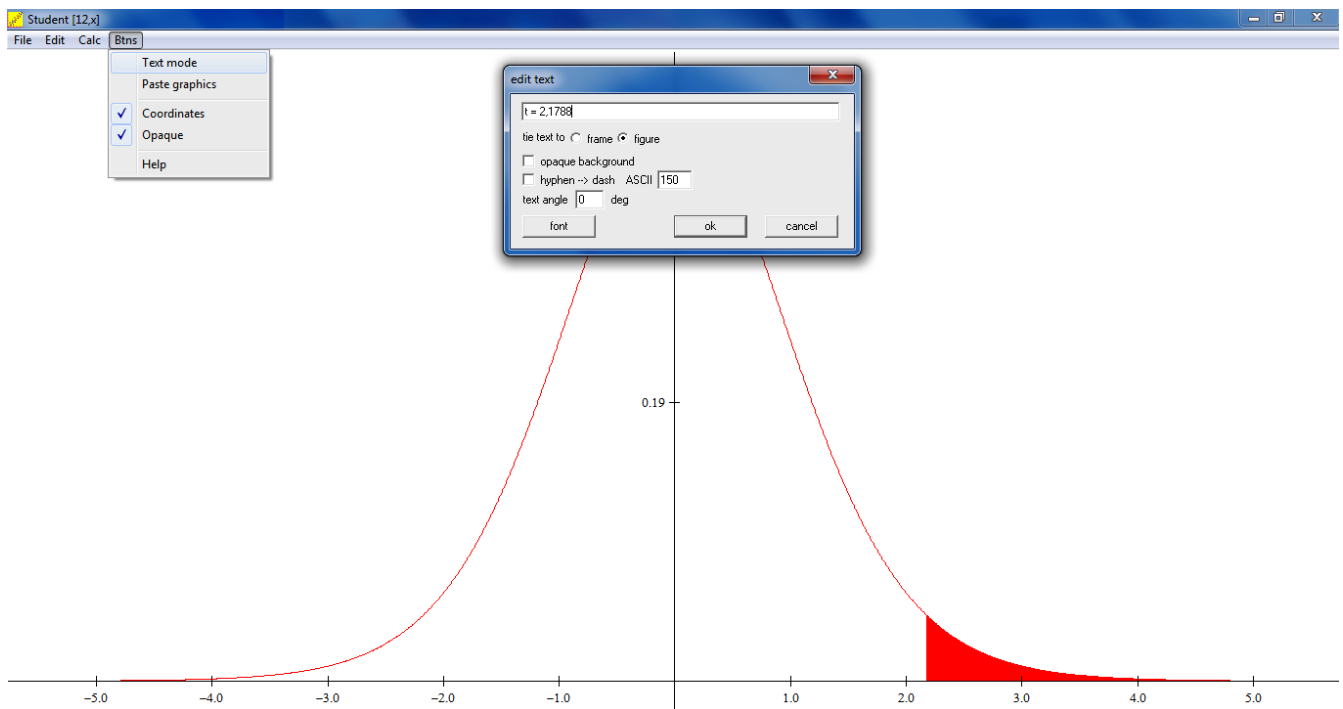 Student [12,x]
File Edit Calc Btns
Text mode
Paste graphics
Coordinates
Opaque
Help
edit text
t = 2,1788
tie text to frame figure
opaque background
hyphen --> dash ASCII 150
text angle 0 deg
font ok cancel
0.19
−5.0 −4.0 −3.0 −2.0 −1.0 1.0 2.0 3.0 4.0 5.0